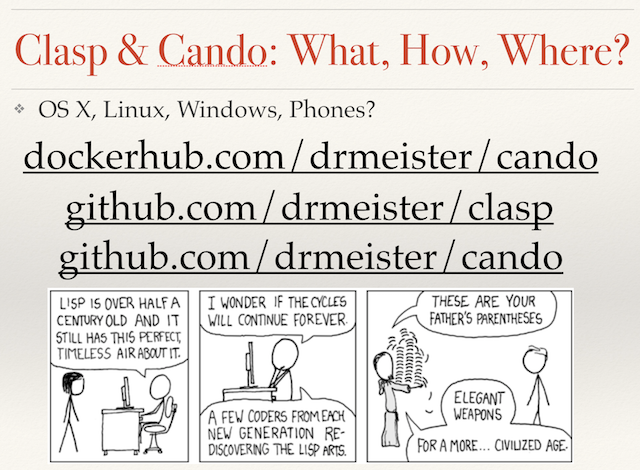 Clasp & Cando: What, How, Where?
❖ OS X, Linux, Windows, Phones?
dockerhub.com/drmeister/cando
github.com/drmeister/clasp
github.com/drmeister/cando
LISP IS OVER HALF A
CENTURY OLD AND IT
STILL HAS THIS PERFECT,
TIMELESS AIR ABOUT IT.
I WONDER IF THE CYCLES
WILL CONTINUE FOREVER.
A FEW CODERS FROM EACH
NEW GENERATION RE-
DISCOVERING THE LISP ARTS.
THESE ARE YOUR
FATHER'S PARENTHESES
ELEGANT
WEAPONS
FOR A MORE... CIVILIZED AGE.